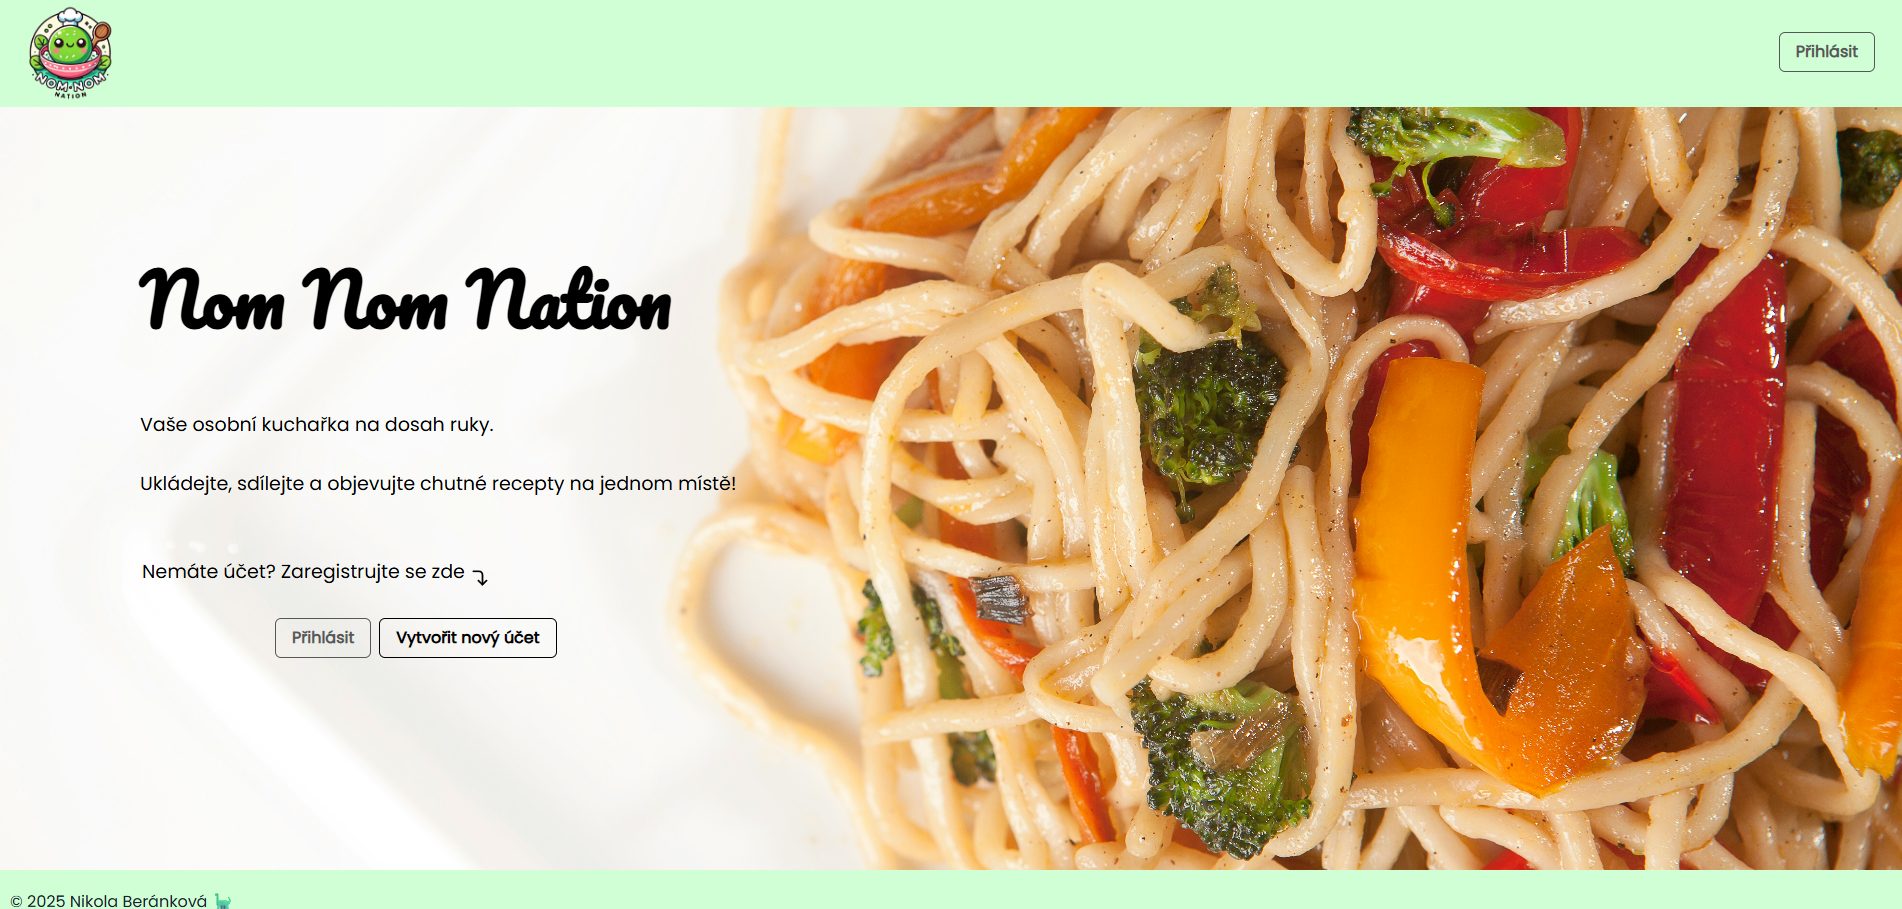 NOM NOM
NATION
Přihlásit
Nom Nom Nation
Vaše osobní kuchařka na dosah ruky.
Ukládejte, sdílejte a objevujte chutné recepty na jednom místě!
Nemáte účet? Zaregistrujte se zde
Přihlásit Vytvořit nový účet
© 2025 Nikola Beránková